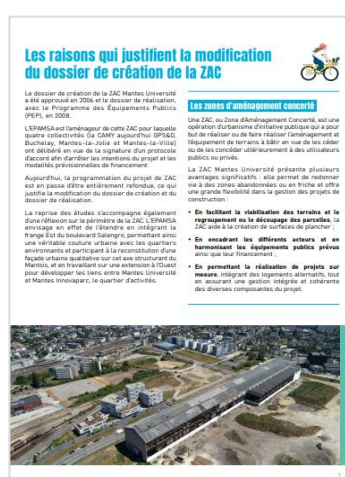 Les raisons qui justifient la modification
du dossier de création de la ZAC
Le dossier de création de la ZAC Mantes Université
a été approuvé en 2006 et le dossier de réalisation,
avec le Programme des Équipements Publics
(PEP), en 2008.
L'EPAMSA est l'aménageur de cette ZAC pour laquelle
quatre collectivités (la CAMY aujourd'hui GPS&O,
Buchelay, Mantes-la-Jolie et Mantes-la-Ville)
ont délibéré en vue de la signature d'un protocole
d'accord afin d'arrêter les intentions du projet et les
modalités prévisionnelles de financement.
Aujourd'hui, la programmation du projet de ZAC
est en passe d'être entièrement refondue, ce qui
justifie la modification du dossier de création et du
dossier de réalisation.
La reprise des études s'accompagne également
d'une réflexion sur le périmètre de la ZAC. L'EPAMSA
envisage en effet de l'étendre en intégrant la
frange Est du boulevard Salengro, permettant ainsi
une véritable couture urbaine avec les quartiers
environnants et participant à la reconstitution d'une
façade urbaine qualitative sur cet axe structurant du
Mantois, et en travaillant sur une extension à l'Ouest
pour développer les liens entre Mantes Université
et Mantes Innovaparc, le quartier d'activités.
Les zones d'aménagement concerté
Une ZAC, ou Zone d'Aménagement Concerté, est une
opération d'urbanisme d'initiative publique qui a pour
but de réaliser ou de faire réaliser l'aménagement et
l'équipement de terrains à bâtir en vue de les céder
ou de les concéder ultérieurement à des utilisateurs
publics ou privés.
La ZAC Mantes Université présente plusieurs
avantages significatifs : elle permet de redonner
vie à des zones abandonnées ou en friche et offre
une grande flexibilité dans la gestion des projets de
construction :
• En facilitant la viabilisation des terrains et le
regroupement ou le découpage des parcelles, la
ZAC aide à la création de surfaces de plancher ;
• En encadrant les différents acteurs et en
harmonisant les équipements publics prévus
ainsi que leur financement ;
• En permettant la réalisation de projets sur
mesure, intégrant des logements alternatifs, tout
en assurant une gestion intégrée et cohérente
des diverses composantes du projet.